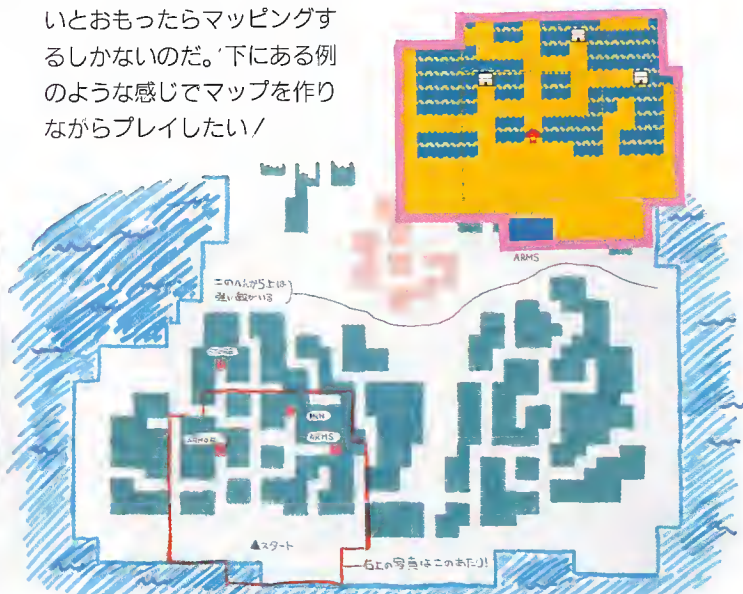 いとおもったらマッピングす
るしかないのだ。下にある例
のような感じでマップを作り
ながらプレイしたい！
ARMS
このへんから上は
強い敵がいる
STORE
INN
ARMOR
ARMS
▲スタート
右上の写真はこのあたり!